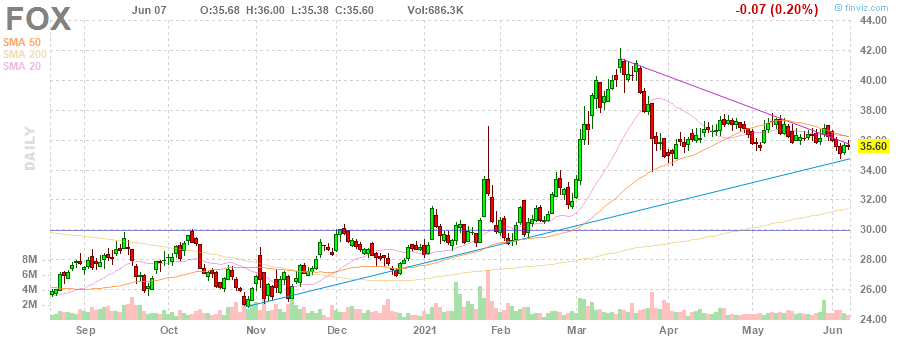 FOX
Jun 07 O:35.68 H:36.00 L:35.38 C:35.60 Vol:686.3K -0.07 (0.20%)
© finviz.com
SMA 50
SMA 200
SMA 20
DAILY
44.00
42.00
40.00
38.00
36.00
35.60
34.00
32.00
30.00
28.00
26.00
24.00
8M
6M
4M
2M
Sep Oct Nov Dec 2021 Feb Mar Apr May Jun